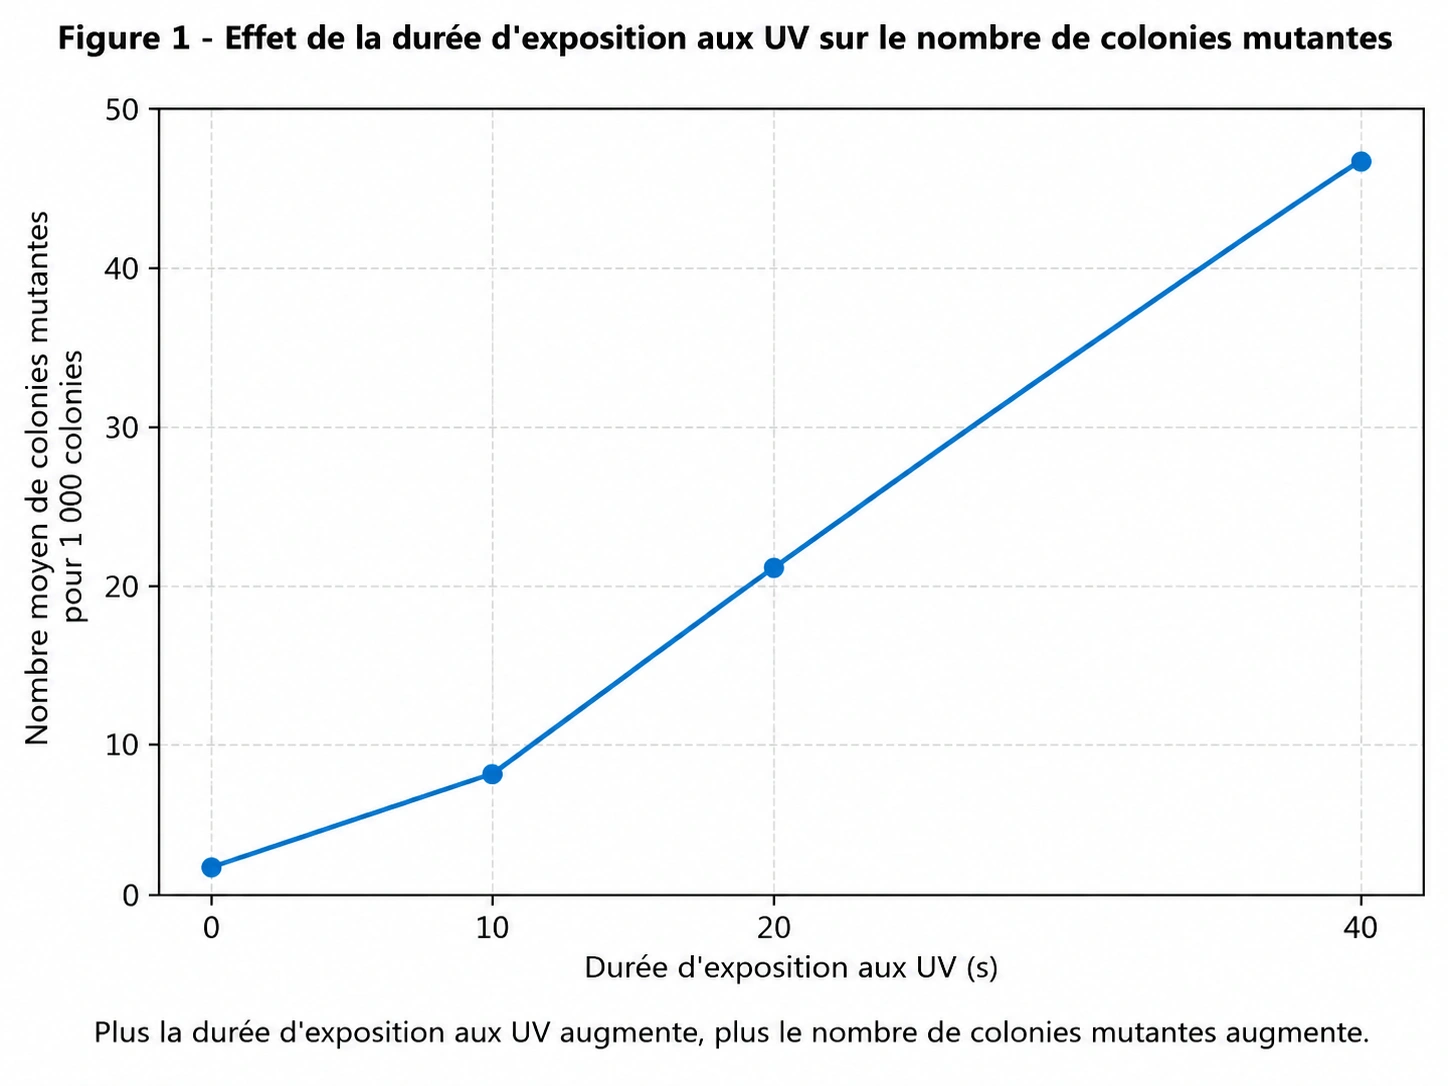 Figure 1 - Effet de la durée d'exposition aux UV sur le nombre de colonies mutantes
Nombre moyen de colonies mutantes
pour 1 000 colonies
50
40
30
20
10
0
0
10
20
40
Durée d'exposition aux UV (s)
Plus la durée d'exposition aux UV augmente, plus le nombre de colonies mutantes augmente.